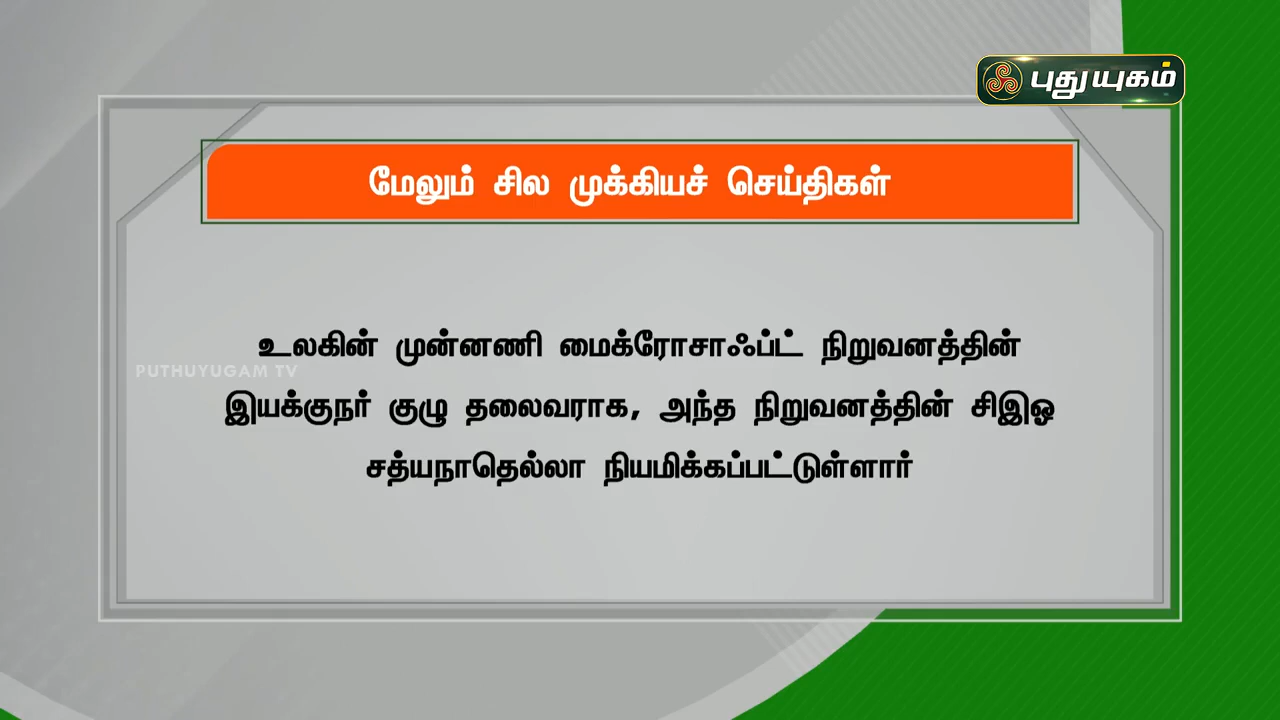 புதுயுகம்
மேலும் சில முக்கியச் செய்திகள்
உலகின் முன்னணி மைக்ரோசாஃப்ட் நிறுவனத்தின்
PUTHUYUGAM TV
இயக்குநர் குழு தலைவராக, அந்த நிறுவனத்தின் சிஇஓ
சத்யநாதெல்லா நியமிக்கப்பட்டுள்ளார்